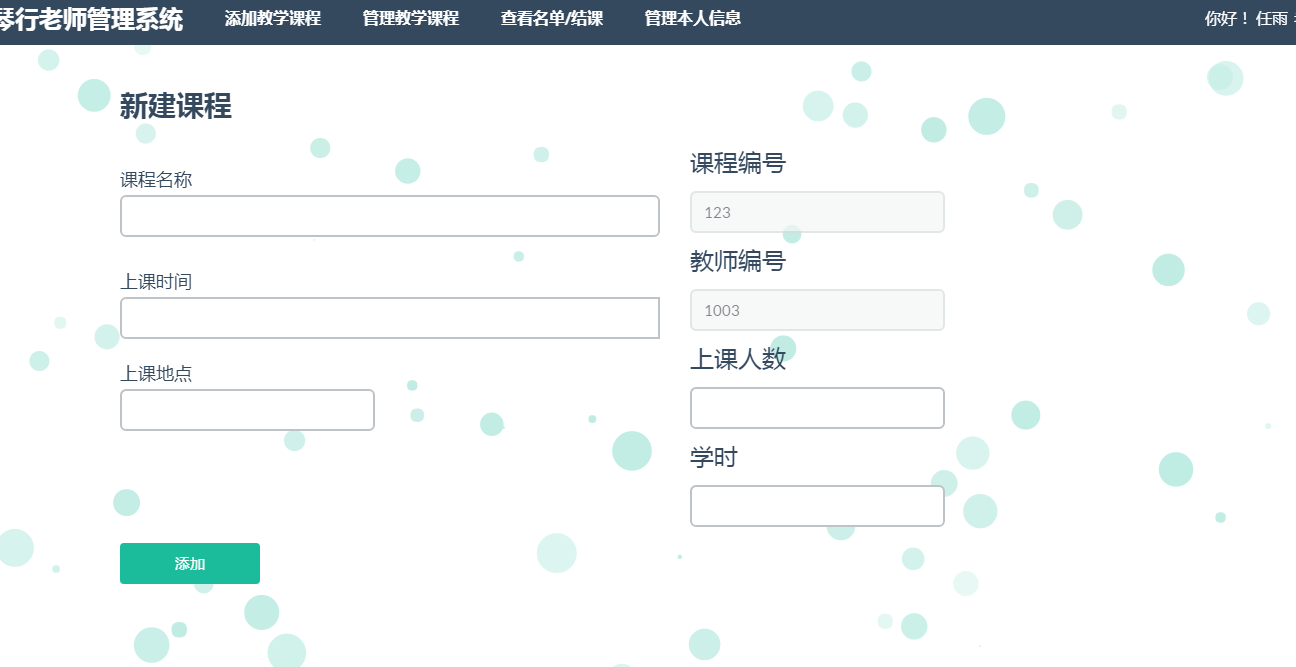 琴行老师管理系统 添加教学课程 管理教学课程 查看名单/结课 管理本人信息 你好！任雨
新建课程
课程名称
上课时间
上课地点
添加
课程编号
123
教师编号
1003
上课人数
学时